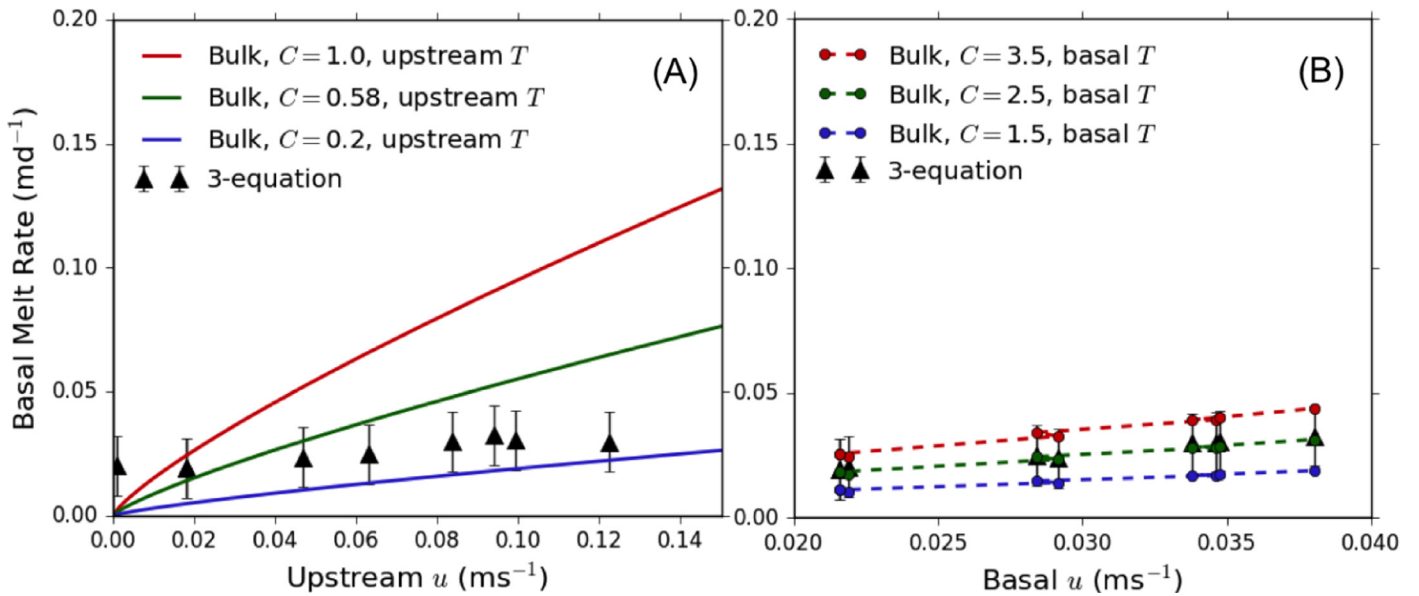 0.20
0.15
0.10
0.05
0.00
Basal Melt Rate (md⁻¹)
Bulk, C = 1.0, upstream T
Bulk, C = 0.58, upstream T
Bulk, C = 0.2, upstream T
3-equation
(A)
0.00 0.02 0.04 0.06 0.08 0.10 0.12 0.14
Upstream u (ms⁻¹)
0.20
0.15
0.10
0.05
0.00
Bulk, C = 3.5, basal T
Bulk, C = 2.5, basal T
Bulk, C = 1.5, basal T
3-equation
(B)
0.020 0.025 0.030 0.035 0.040
Basal u (ms⁻¹)